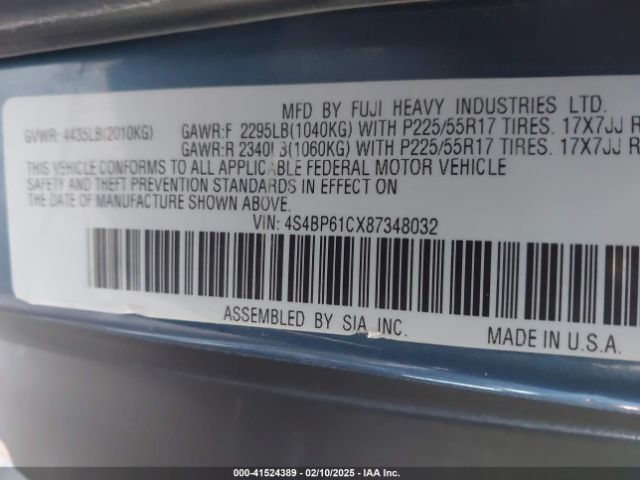 MFD BY FUJI HEAVY INDUSTRIES LTD.
GVWR: 4435LB(2010KG) GAWR:F 2295LB(1040KG) WITH P225/55R17 TIRES. 17X7JJ R
GAWR:R 2340LB(1060KG) WITH P225/55R17 TIRES. 17X7JJ R
THIS VEHICLE CONFORMS TO ALL APPLICABLE FEDERAL MOTOR VEHICLE
SAFETY AND THEFT PREVENTION STANDARDS IN EFFECT ON
THE DATE OF MANUFACTURE SHOWN ABOVE.
VIN: 4S4BP61CX87348032
ASSEMBLED BY SIA INC.
MADE IN U.S.A.
000-41524389 - 02/10/2025 - IAA Inc.